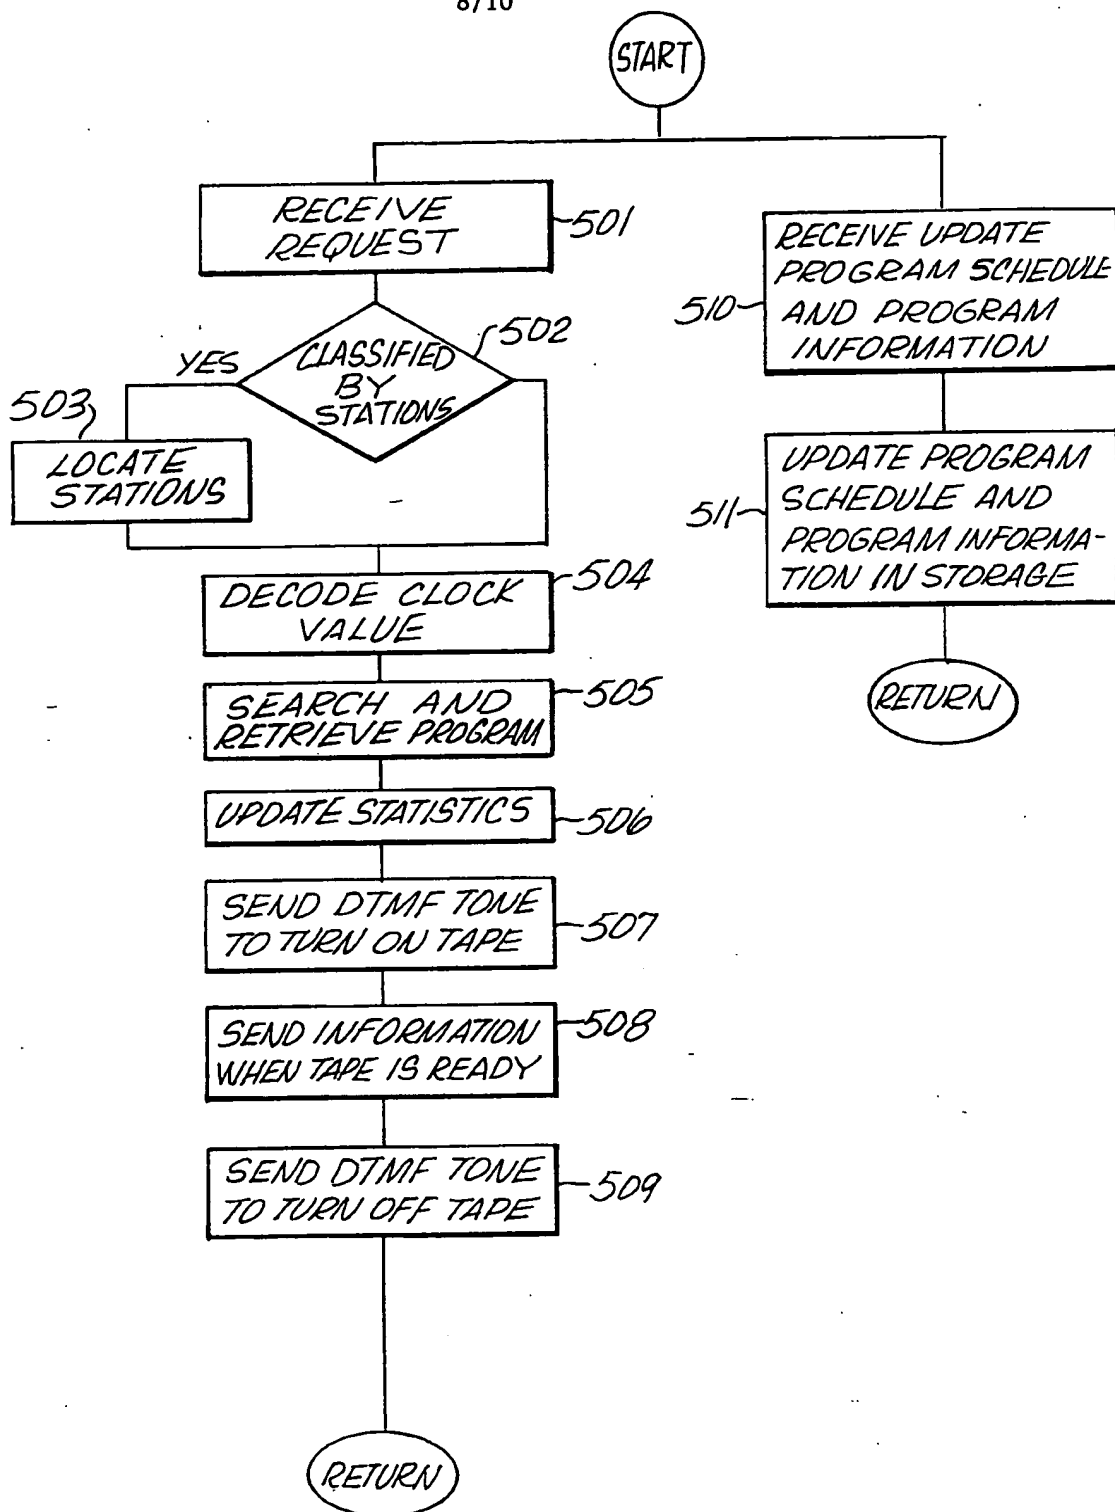 8/10
START
RECEIVE
REQUEST
501
CLASSIFIED
BY
STATIONS
502
YES
503
LOCATE
STATIONS
DECODE CLOCK
VALUE
504
SEARCH AND
RETRIEVE PROGRAM
505
UPDATE STATISTICS
506
SEND DTMF TONE
TO TURN ON TAPE
507
SEND INFORMATION
WHEN TAPE IS READY
508
SEND DTMF TONE
TO TURN OFF TAPE
509
RETURN
RECEIVE UPDATE
PROGRAM SCHEDULE
AND PROGRAM
INFORMATION
510
UPDATE PROGRAM
SCHEDULE AND
PROGRAM INFORMA-
TION IN STORAGE
511
RETURN